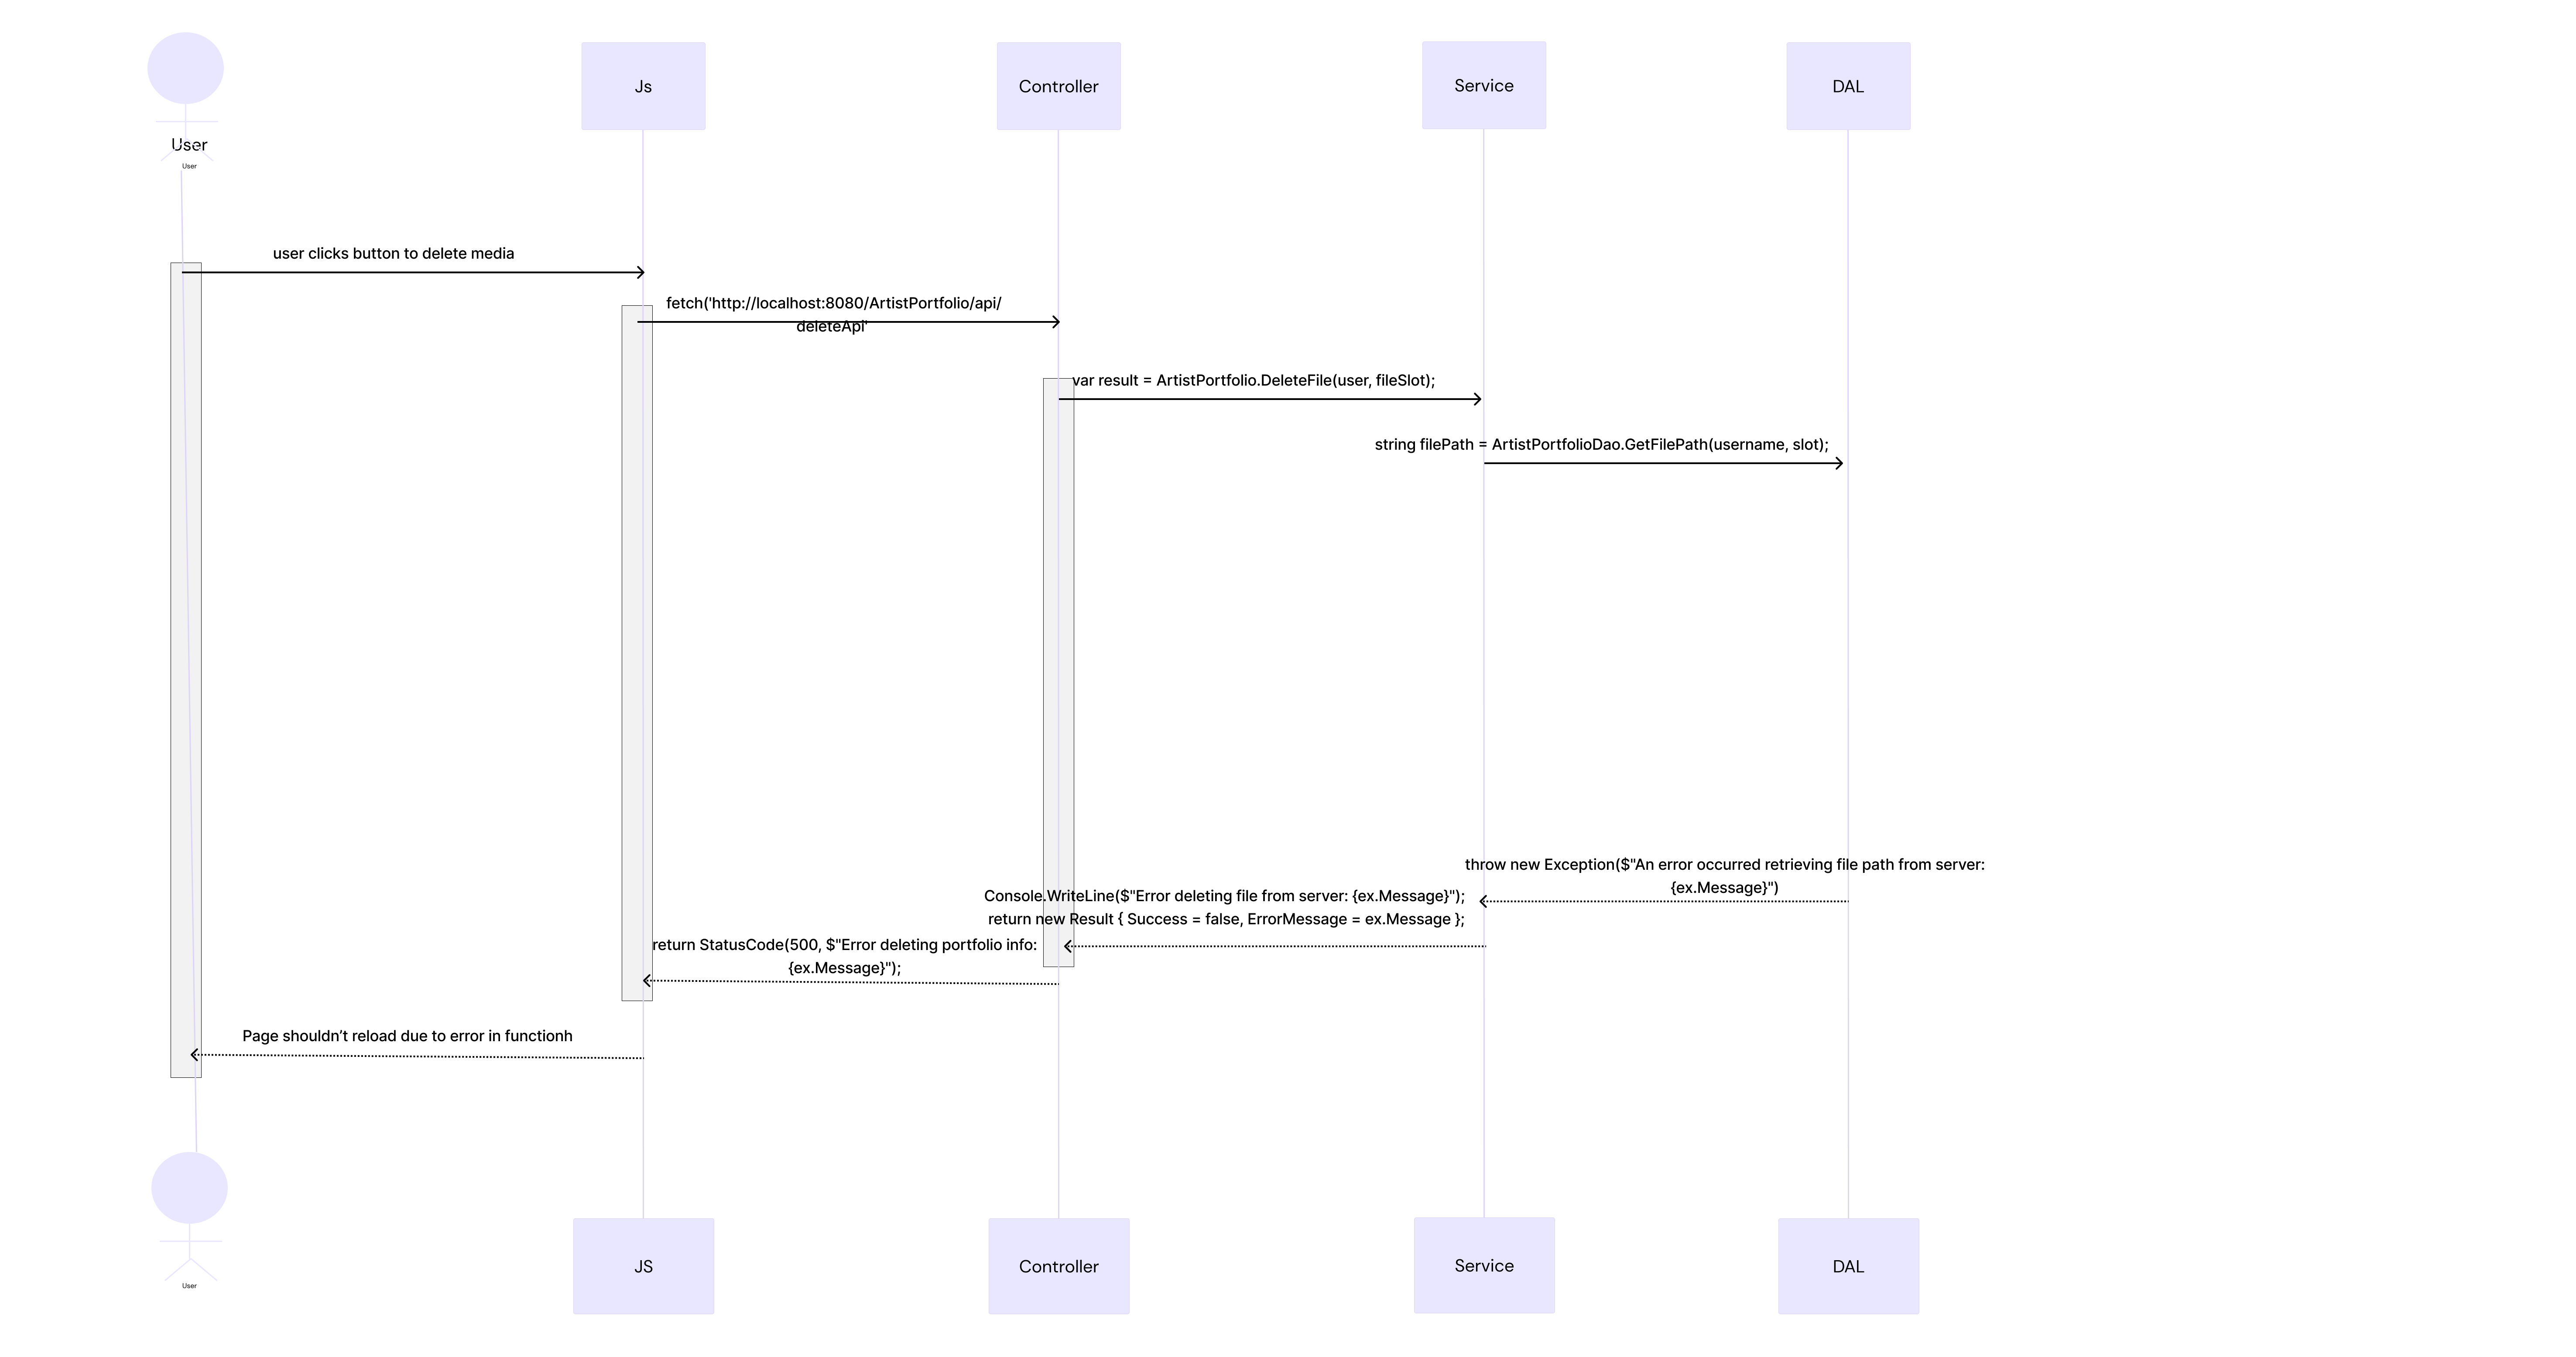 Js
Controller
Service
DAL
User
User
user clicks button to delete media
fetch('http://localhost:8080/ArtistPortfolio/api/
deleteApi'
var result = ArtistPortfolio.DeleteFile(user, fileSlot);
string filePath = ArtistPortfolioDao.GetFilePath(username, slot);
throw new Exception($"An error occurred retrieving file path from server:
{ex.Message}")
Console.WriteLine($"Error deleting file from server: {ex.Message}");
return new Result { Success = false, ErrorMessage = ex.Message };
return StatusCode(500, $"Error deleting portfolio info:
{ex.Message}");
Page shouldn’t reload due to error in functionh
JS
Controller
Service
DAL
User